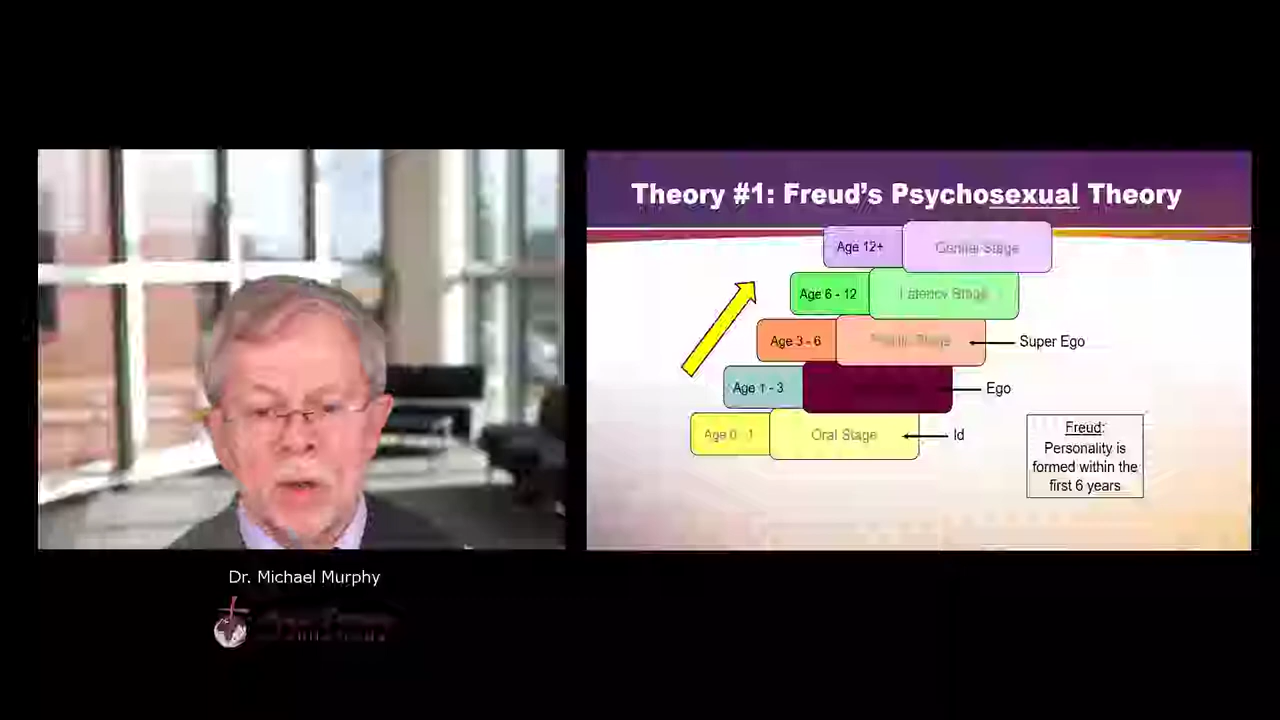 Theory #1: Freud's Psychosexual Theory
Age 12+ Genital Stage
Age 6 - 12 Latency Stage
Age 3 - 6 Stage Super Ego
Age 1 - 3 Ego
Age 0 - 1 Oral Stage Id
Freud:
Personality is
formed within the
first 6 years
Dr. Michael Murphy